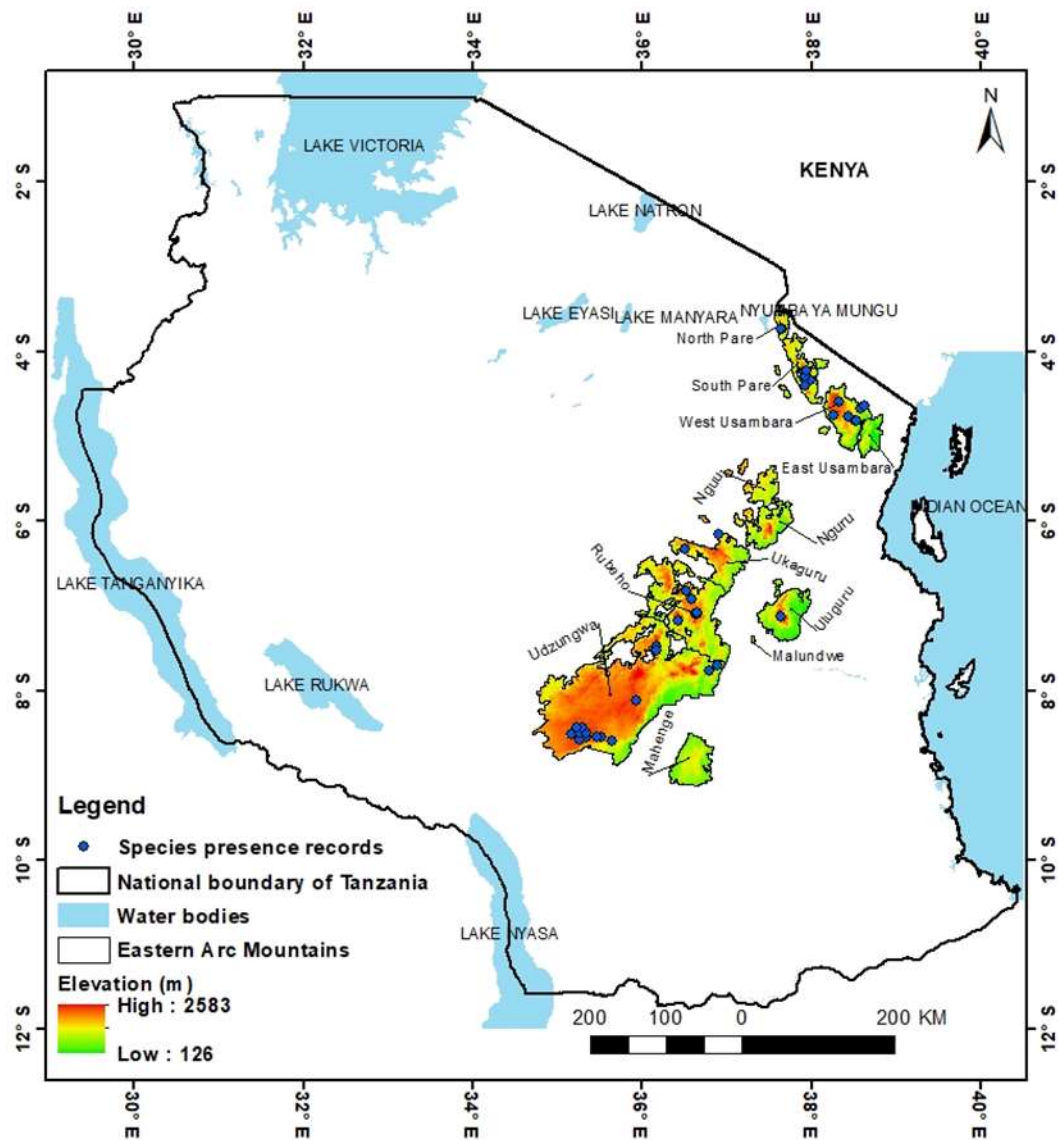 30° E
32° E
34° E
36° E
38° E
40° E
N
LAKE VICTORIA
KENYA
2°S
2°S
LAKE NATRON
LAKE EYASI
LAKE MANYARA
NYUMBAYA MUNGU
North Pare
4°S
4°S
South Pare
West Usambara
East Usambara
Nguu
INDIAN OCEAN
6°S
6°S
Nguru
Ukaguru
Rubeho
LAKE TANGANYIKA
Uluguru
Udzungwa
Malundwe
LAKE RUKWA
8°S
8°S
Mahenge
Legend
Species presence records
National boundary of Tanzania
Water bodies
Eastern Arc Mountains
10°S
10°S
LAKE NYASA
Elevation (m)
High : 2583
Low : 126
200 100 0 200 KM
12°S
12°S
30° E
32° E
34° E
36° E
38° E
40° E